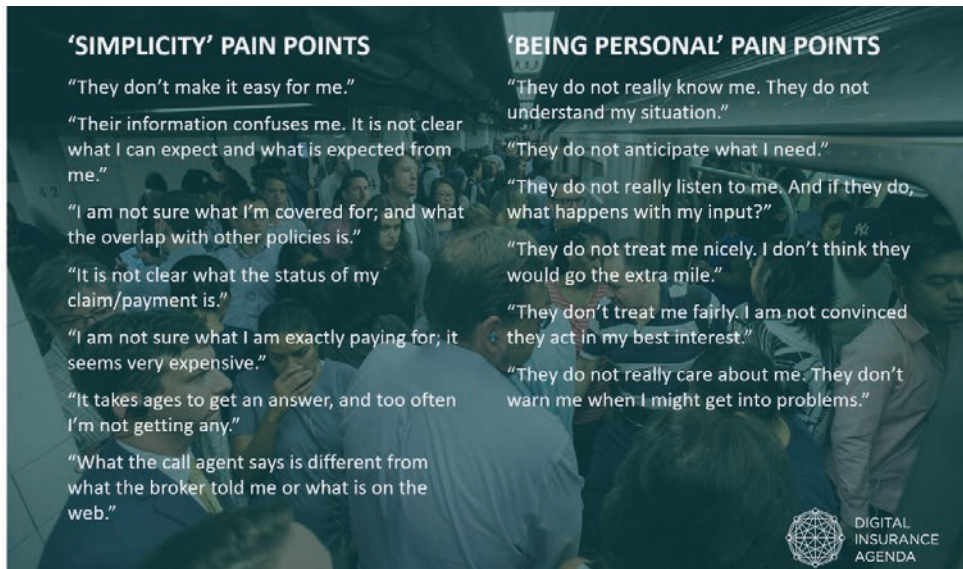 ‘SIMPLICITY’ PAIN POINTS
“They don’t make it easy for me.”
“Their information confuses me. It is not clear
what I can expect and what is expected from
me.”
“I am not sure what I’m covered for; and what
the overlap with other policies is.”
“It is not clear what the status of my
claim/payment is.”
“I am not sure what I am exactly paying for; it
seems very expensive.”
“It takes ages to get an answer, and too often
I’m not getting any.”
“What the call agent says is different from
what the broker told me or what is on the
web.”
‘BEING PERSONAL’ PAIN POINTS
“They do not really know me. They do not
understand my situation.”
“They do not anticipate what I need.”
“They do not really listen to me. And if they do,
what happens with my input?”
“They do not treat me nicely. I don’t think they
would go the extra mile.”
“They don’t treat me fairly. I am not convinced
they act in my best interest.”
“They do not really care about me. They don’t
warn me when I might get into problems.”
DIGITAL
INSURANCE
AGENDA